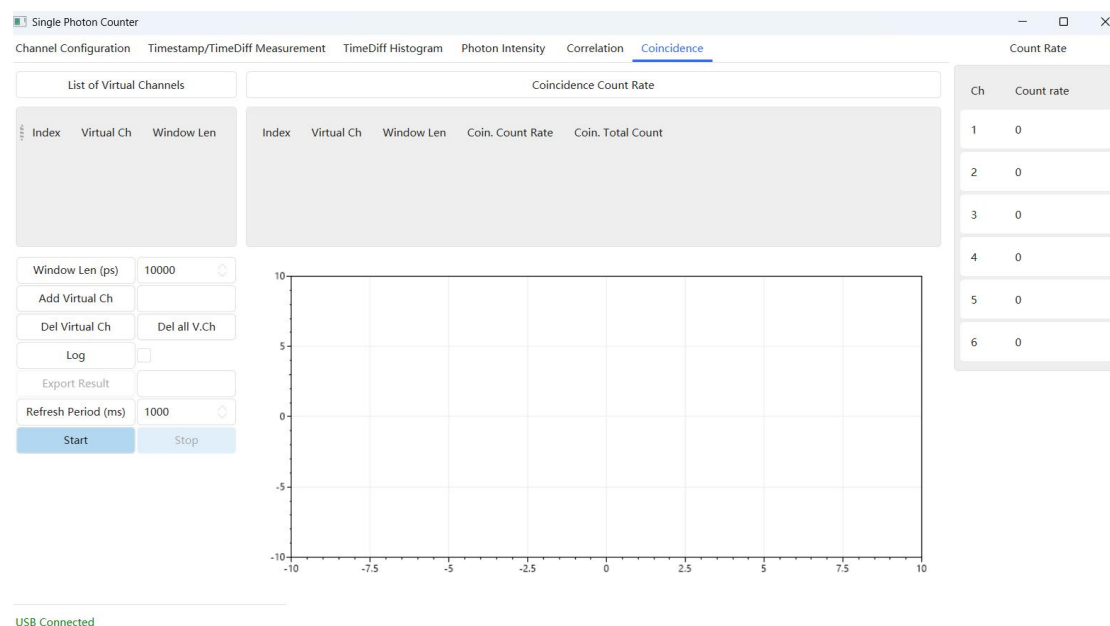 Single Photon Counter
Channel Configuration Timestamp/TimeDiff Measurement TimeDiff Histogram Photon Intensity Correlation Coincidence Count Rate
List of Virtual Channels Coincidence Count Rate
Ch Count rate
Index Virtual Ch Window Len Index Virtual Ch Window Len Coin. Count Rate Coin. Total Count
1 0
2 0
3 0
4 0
5 0
6 0
Window Len (ps) 10000
Add Virtual Ch
Del Virtual Ch Del all V.Ch
Log
Export Result
Refresh Period (ms) 1000
Start Stop
10
5
0
-5
-10
-10 -7.5 -5 -2.5 0 2.5 5 7.5 10
USB Connected